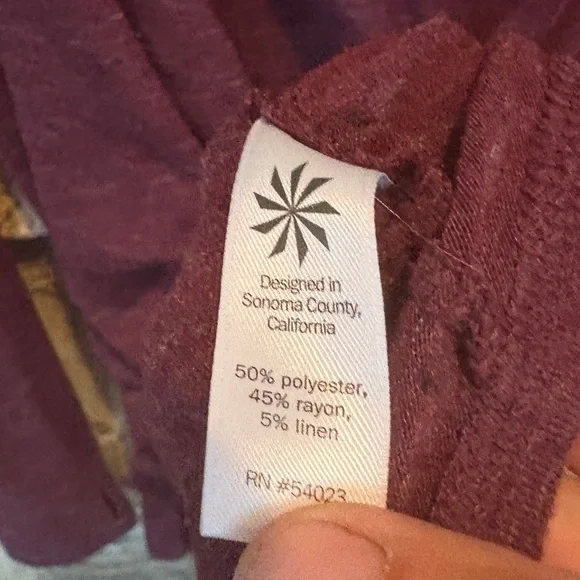 Designed in
Sonoma County,
California
50% polyester,
45% rayon,
5% linen
RN #54023